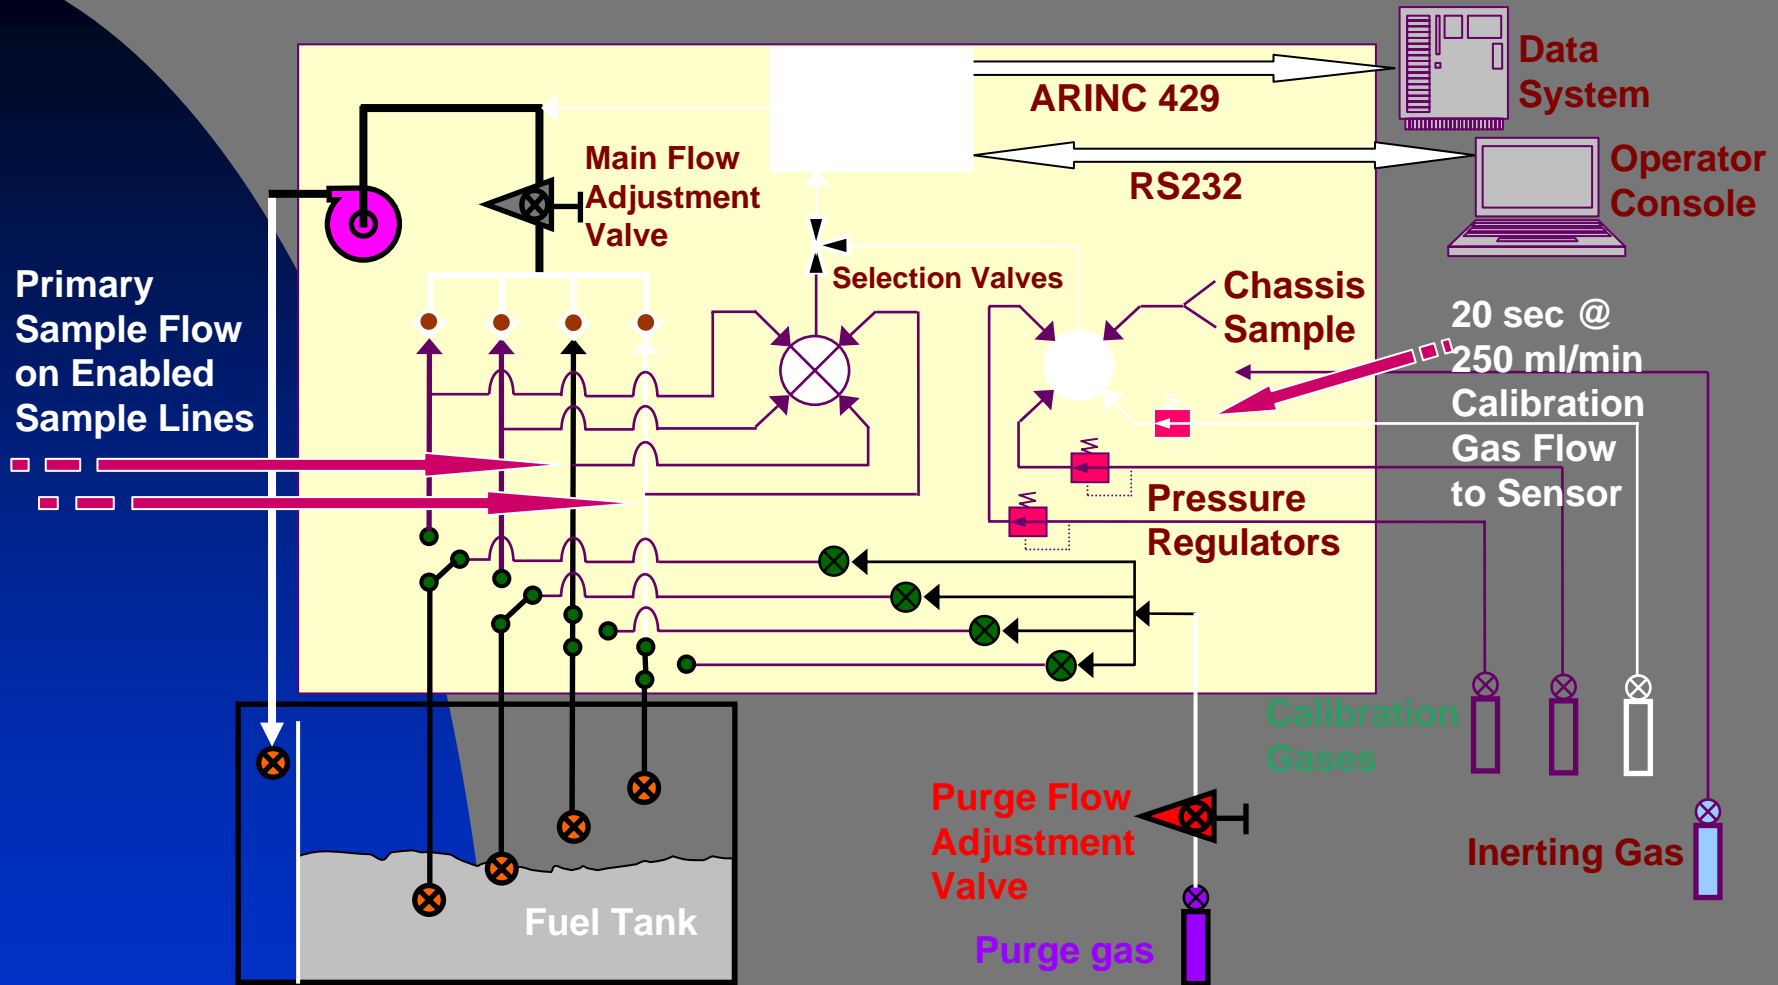 Data
System
ARINC 429
Operator
Console
RS232
Main Flow
Adjustment
Valve
Primary
Sample Flow
on Enabled
Sample Lines
Selection Valves
Chassis
Sample
20 sec @
250 ml/min
Calibration
Gas Flow
to Sensor
Pressure
Regulators
Calibration
Gases
Purge Flow
Adjustment
Valve
Inerting Gas
Fuel Tank
Purge gas